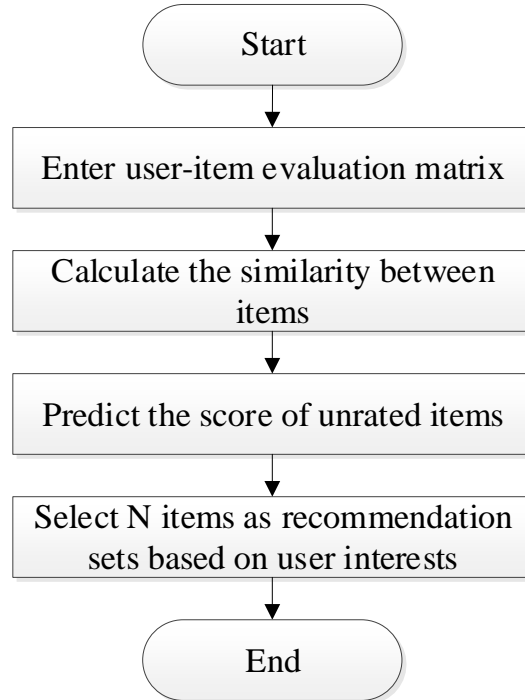 Start
Enter user-item evaluation matrix
Calculate the similarity between
items
Predict the score of unrated items
Select N items as recommendation
sets based on user interests
End